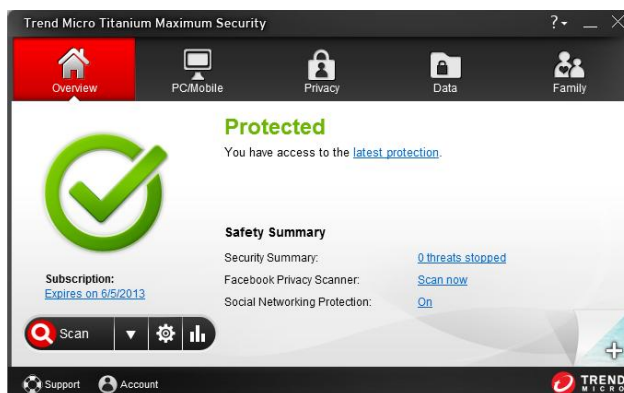 Trend Micro Titanium Maximum Security
?
Overview
PC/Mobile
Privacy
Data
Family
Protected
You have access to the latest protection.
Safety Summary
Security Summary: 0 threats stopped
Facebook Privacy Scanner: Scan now
Social Networking Protection: On
Subscription:
Expires on 6/5/2013
Scan
Support
Account
TREND
MICRO